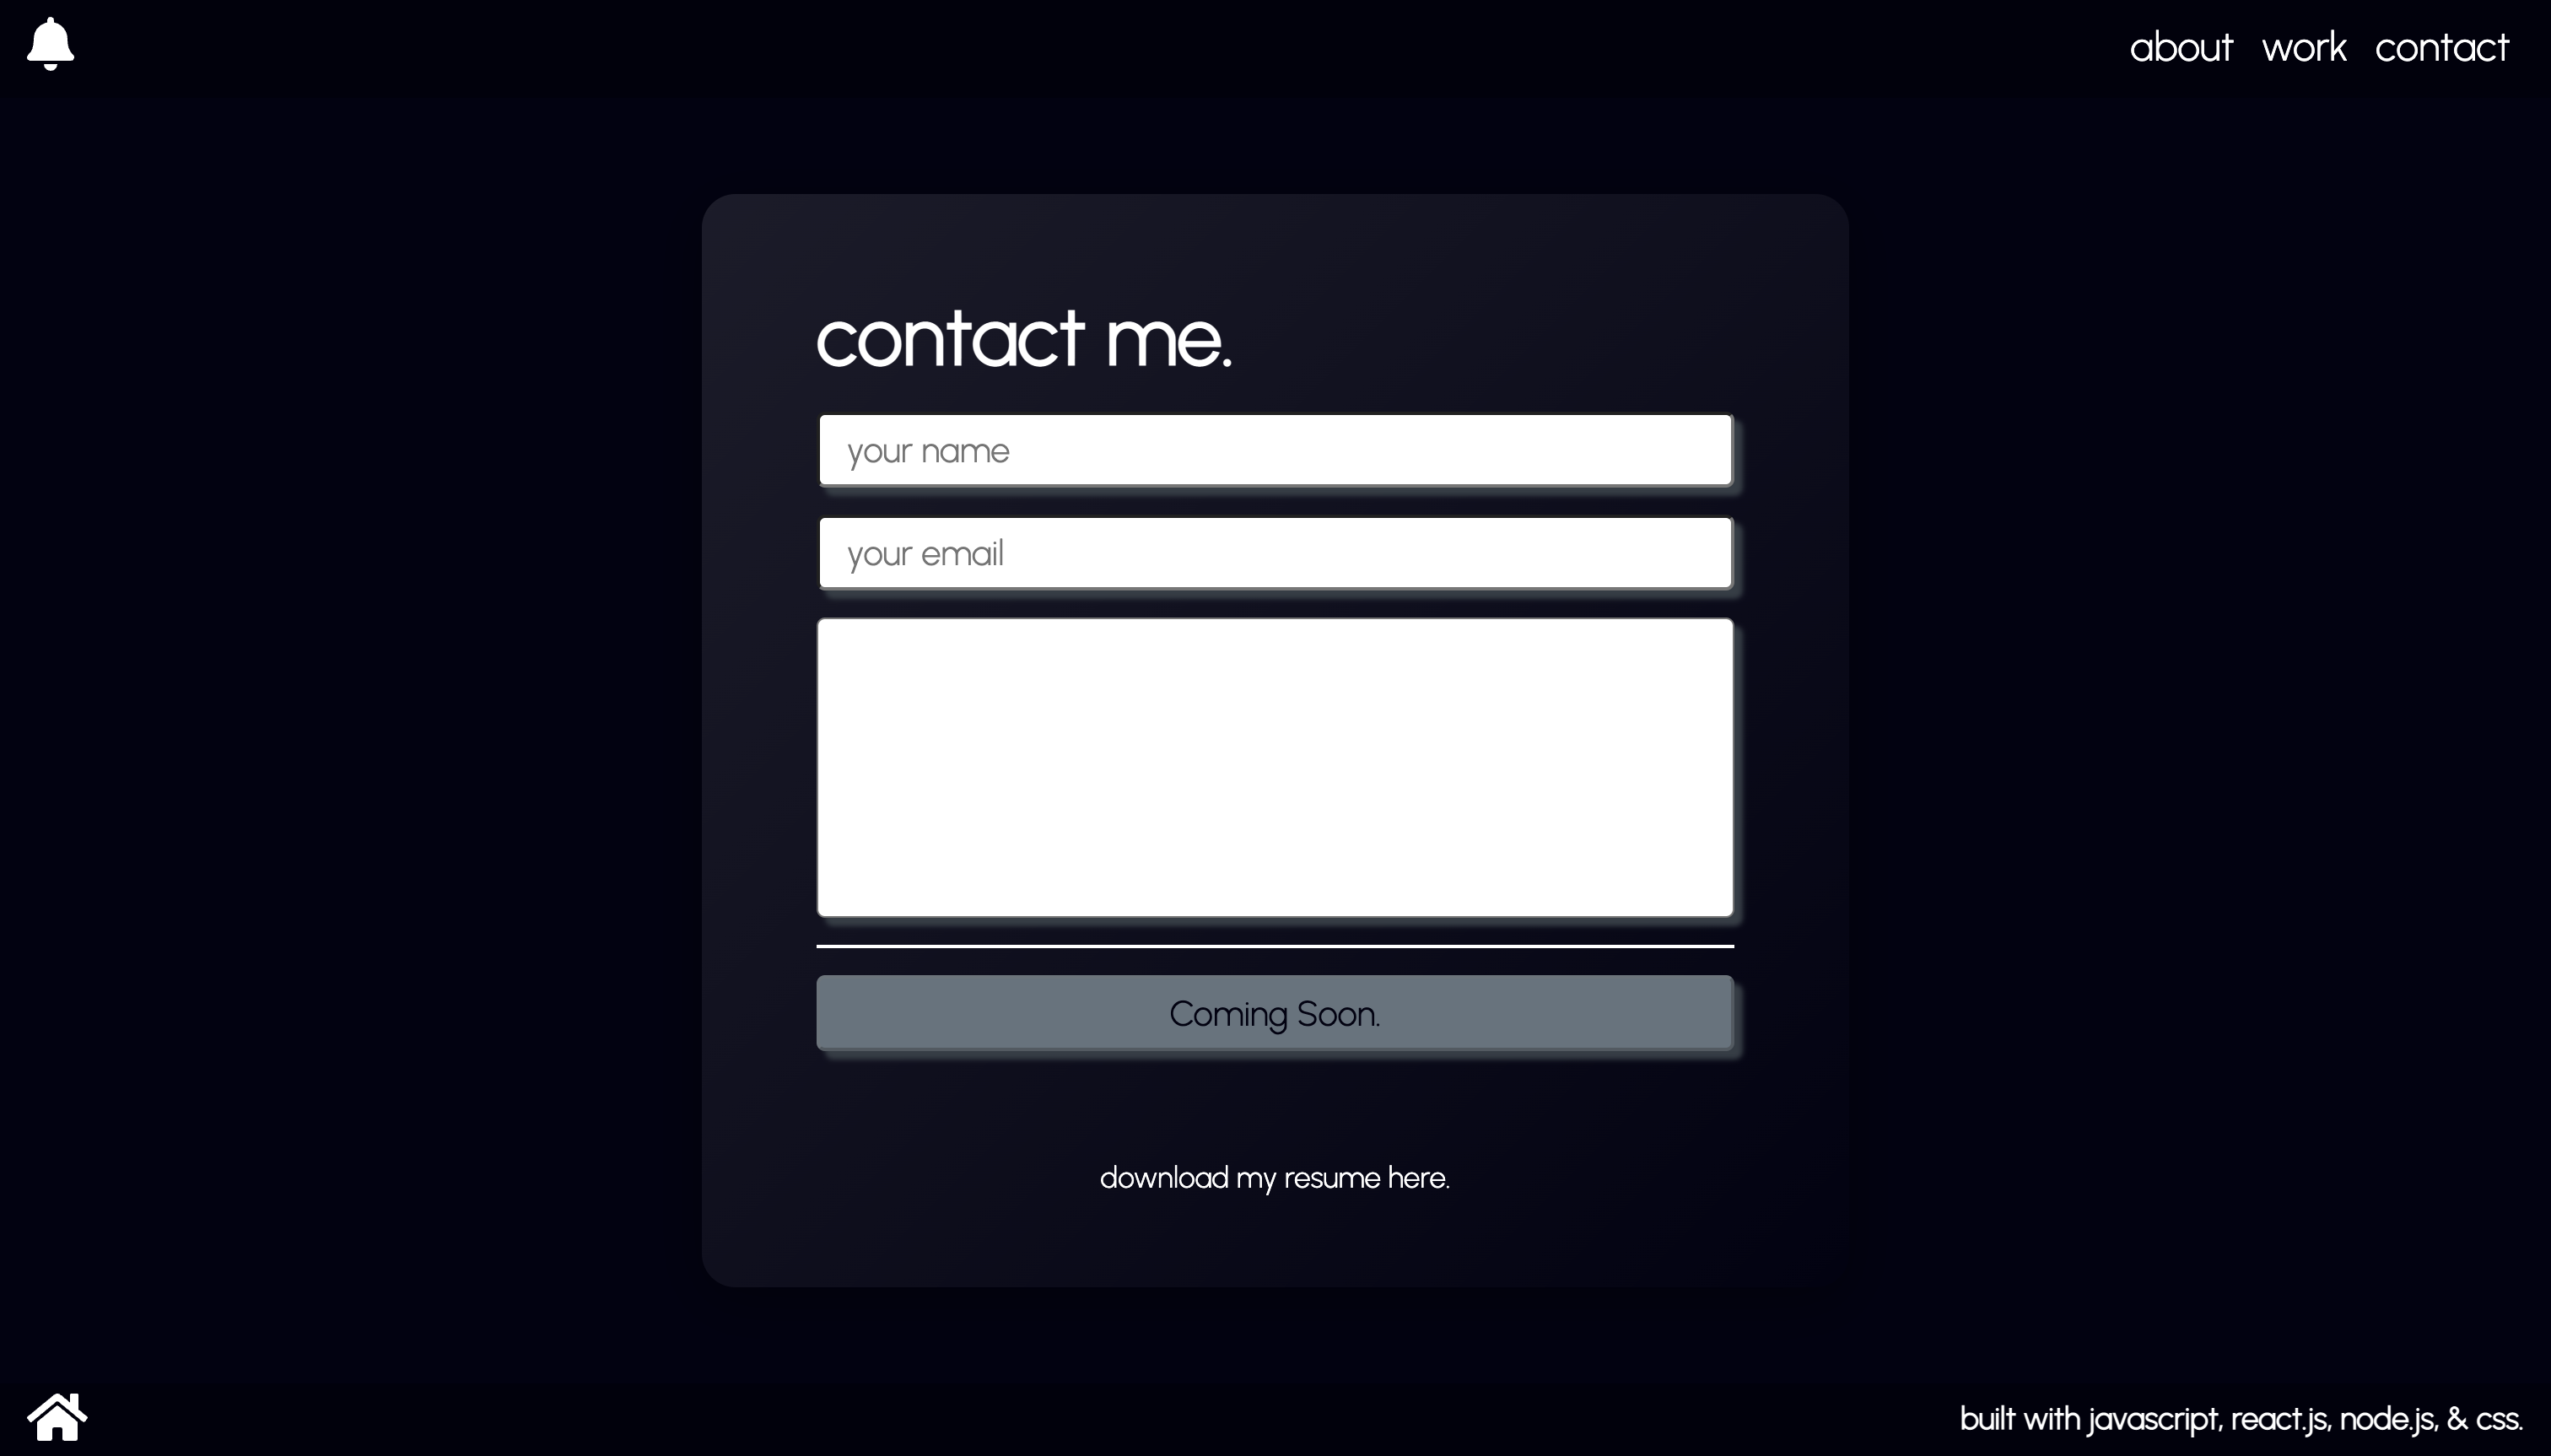 about work contact
contact me.
your name
your email
Coming Soon.
download my resume here.
built with javascript, react.js, node.js, & css.